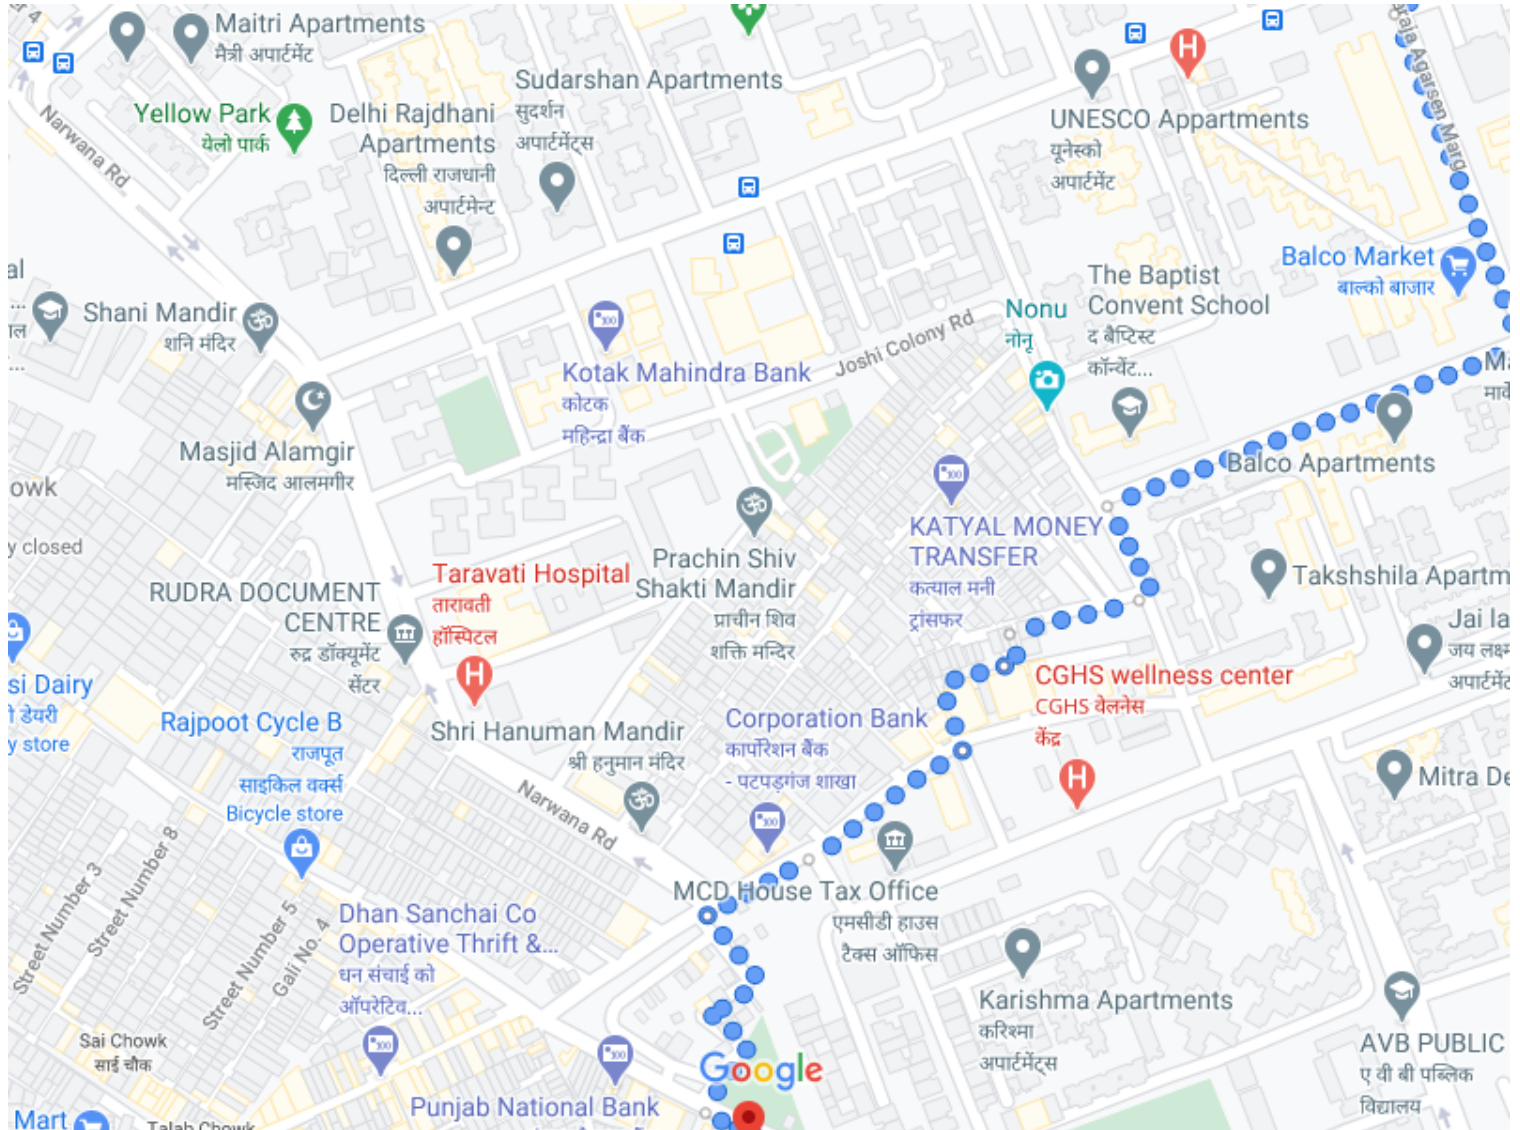 Maitri Apartments
मैत्री अपार्टमेंट
Narwana Rd
Yellow Park
येलो पार्क
Delhi Rajdhani
Apartments
दिल्ली राजधानी
अपार्टमेन्ट
Sudarshan Apartments
सुदर्शन
अपार्टमेंट्स
UNESCO Appartments
यूनेस्को
अपार्टमेंट
raja Agarsen Marg
Balco Market
बाल्को बाजार
The Baptist
Convent School
द बैप्टिस्ट
कॉन्वेंट...
Nonu
नोनू
Joshi Colony Rd
Shani Mandir
शनि मंदिर
Kotak Mahindra Bank
कोटक
महिन्द्रा बैंक
Masjid Alamgir
मस्जिद आलमगीर
Balco Apartments
owk
y closed
KATYAL MONEY
TRANSFER
कत्याल मनी
ट्रांसफर
Prachin Shiv
Shakti Mandir
प्राचीन शिव
शक्ति मन्दिर
Taravati Hospital
तारावती
हॉस्पिटल
RUDRA DOCUMENT
CENTRE
रुद्र डॉक्यूमेंट
सेंटर
Takshshila Apartm
Jai la
जय लक्ष्म
अपार्टमेंट
CGHS wellness center
CGHS वेलनेस
केंद्र
si Dairy
ी डेयरी
y store
Rajpoot Cycle B
राजपूत
साइकिल वर्क्स
Bicycle store
Shri Hanuman Mandir
श्री हनुमान मंदिर
Corporation Bank
कार्पोरेशन बैंक
- पटपड़गंज शाखा
Mitra De
Narwana Rd
MCD House Tax Office
एमसीडी हाउस
टैक्स ऑफिस
Street Number 3
Street Number 8
Street Number 5
Gali No. 4
Dhan Sanchai Co
Operative Thrift &...
धन संचाई को
ऑपरेटिव...
Karishma Apartments
करिश्मा
अपार्टमेंट्स
Sai Chowk
साई चौक
Google
AVB PUBLIC
ए वी बी पब्लिक
विद्यालय
Punjab National Bank
Mart
Talab Chowk